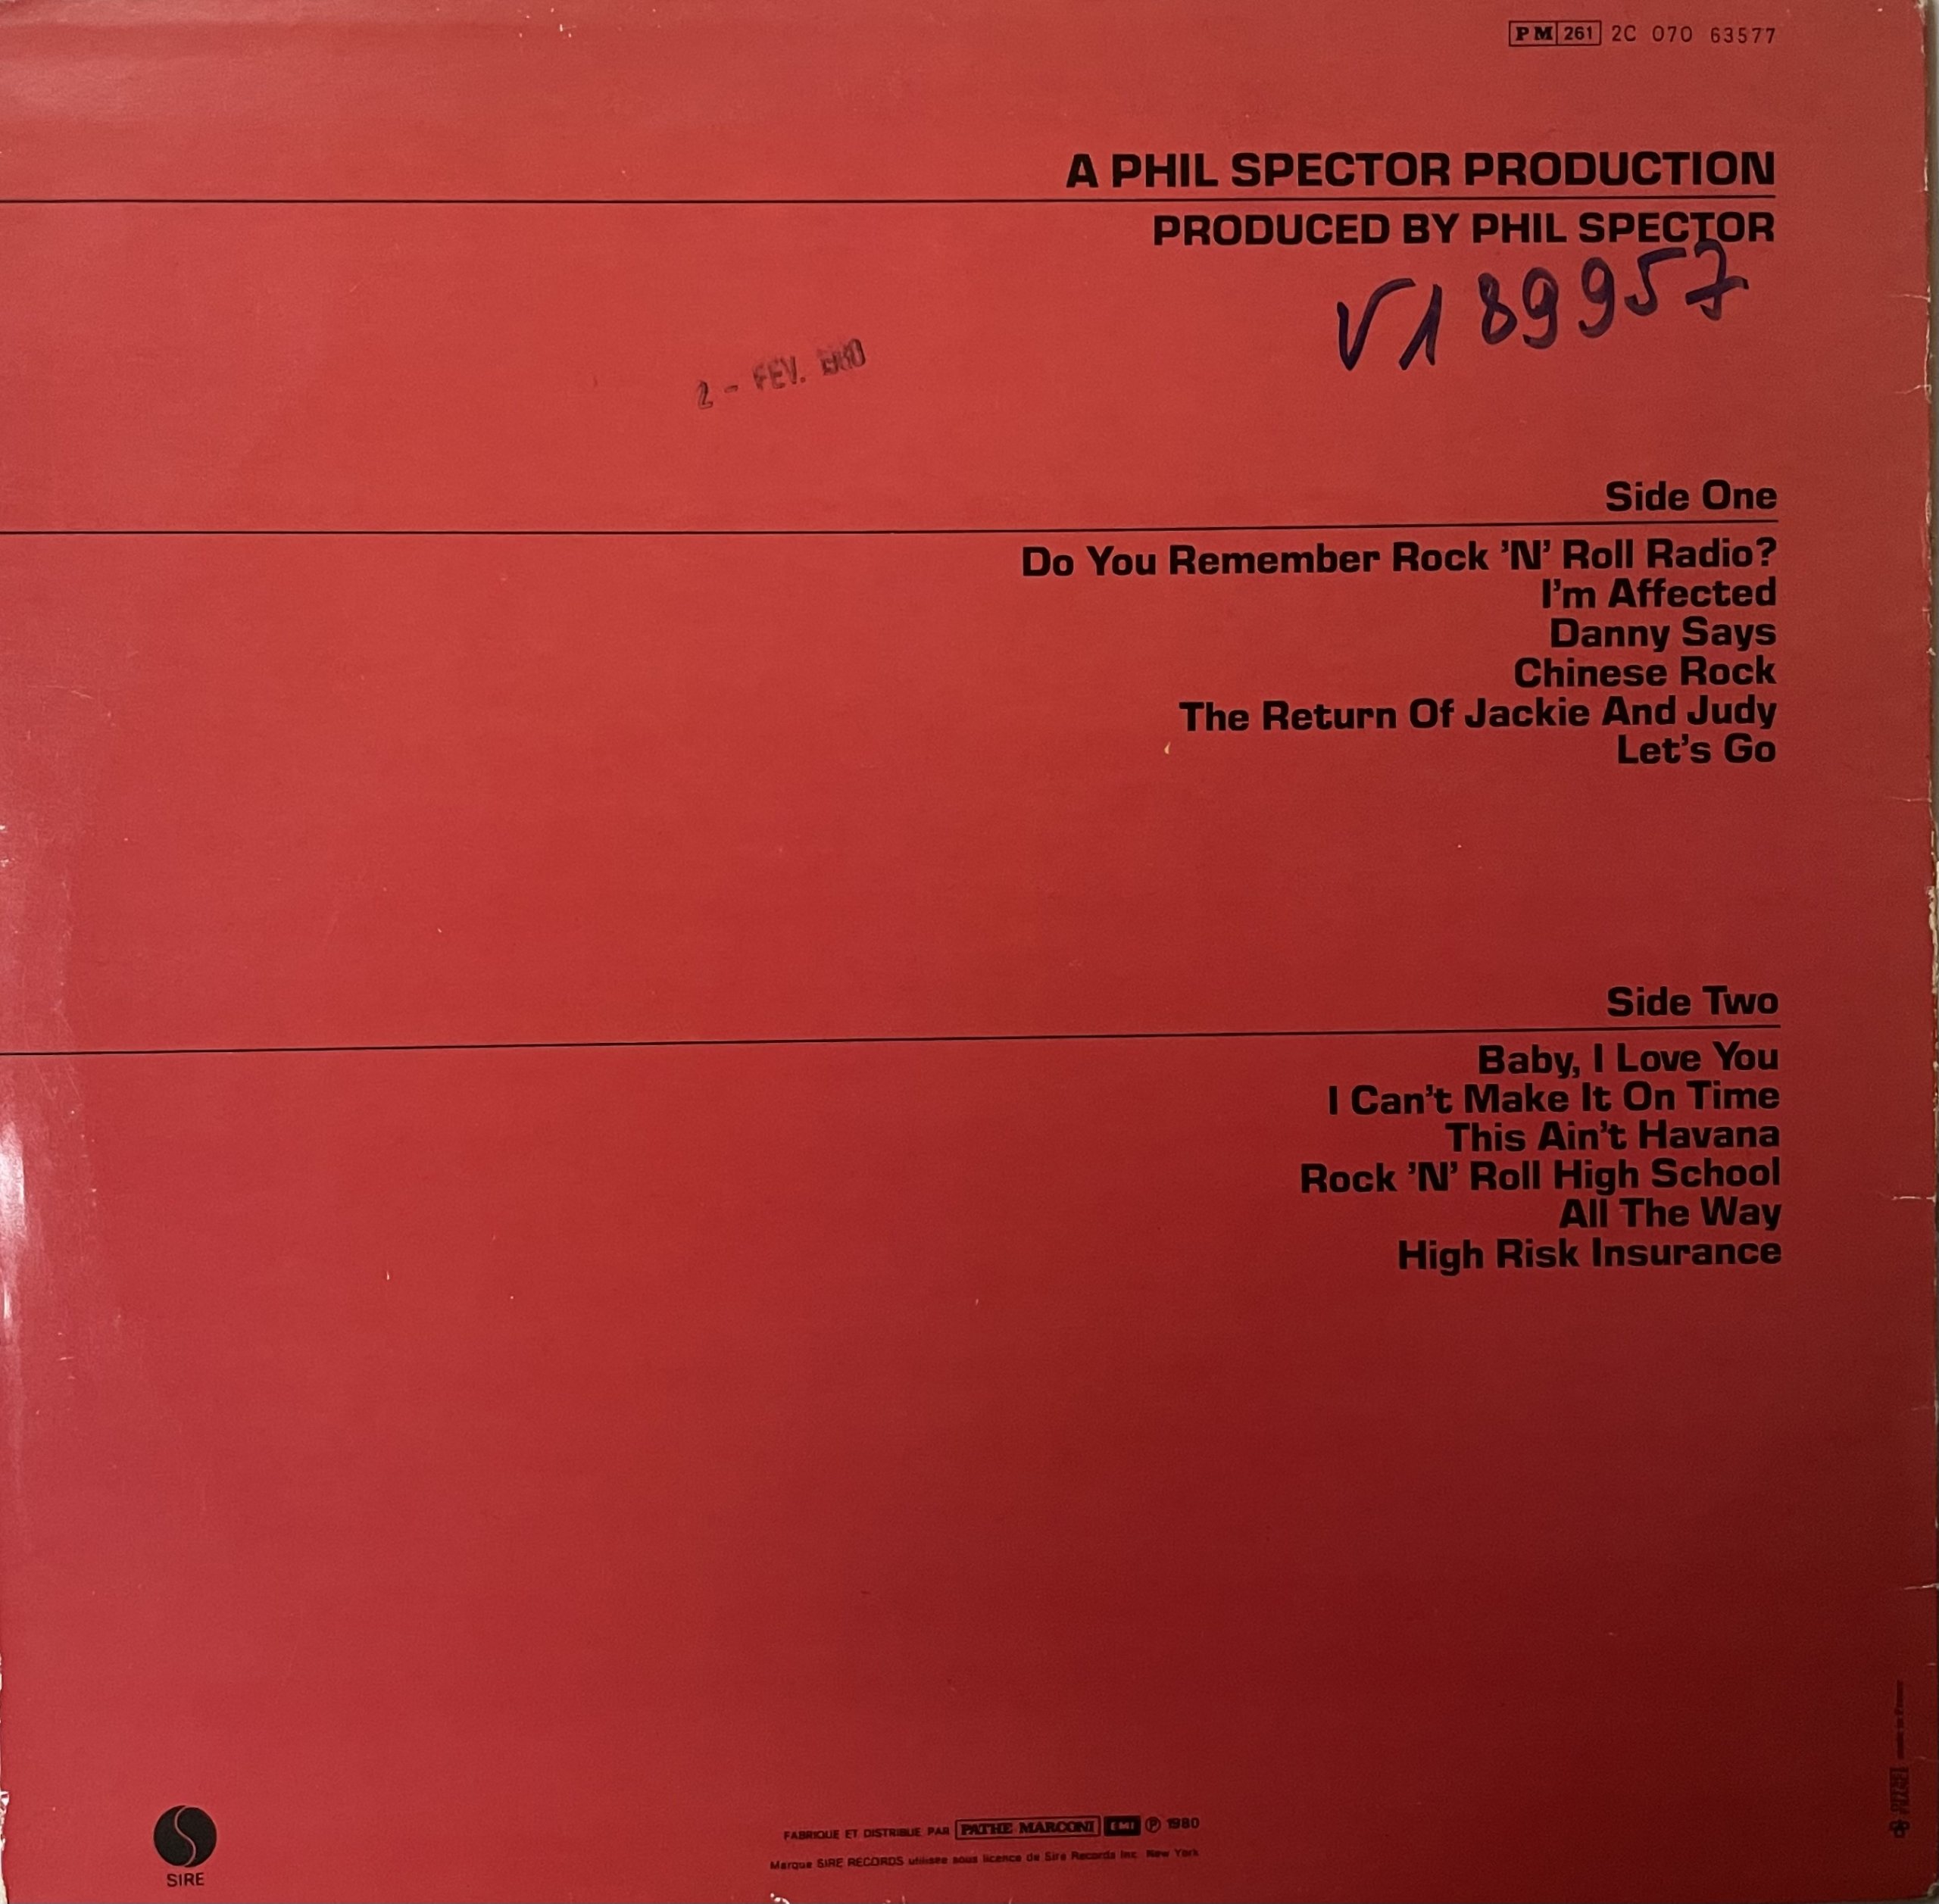 PM 261 2C 070 63577
A PHIL SPECTOR PRODUCTION
PRODUCED BY PHIL SPECTOR
V189957
2 - FEV.
Side One
Do You Remember Rock 'N' Roll Radio?
I'm Affected
Danny Says
Chinese Rock
The Return Of Jackie And Judy
Let's Go
Side Two
Baby, I Love You
I Can't Make It On Time
This Ain't Havana
Rock 'N' Roll High School
All The Way
High Risk Insurance
FABRIQUE ET DISTRIBUE PAR PATHE MARCONI EMI ℗ 1980
Marque SIRE RECORDS utilisée sous licence de Sire Records Inc. New York
SIRE